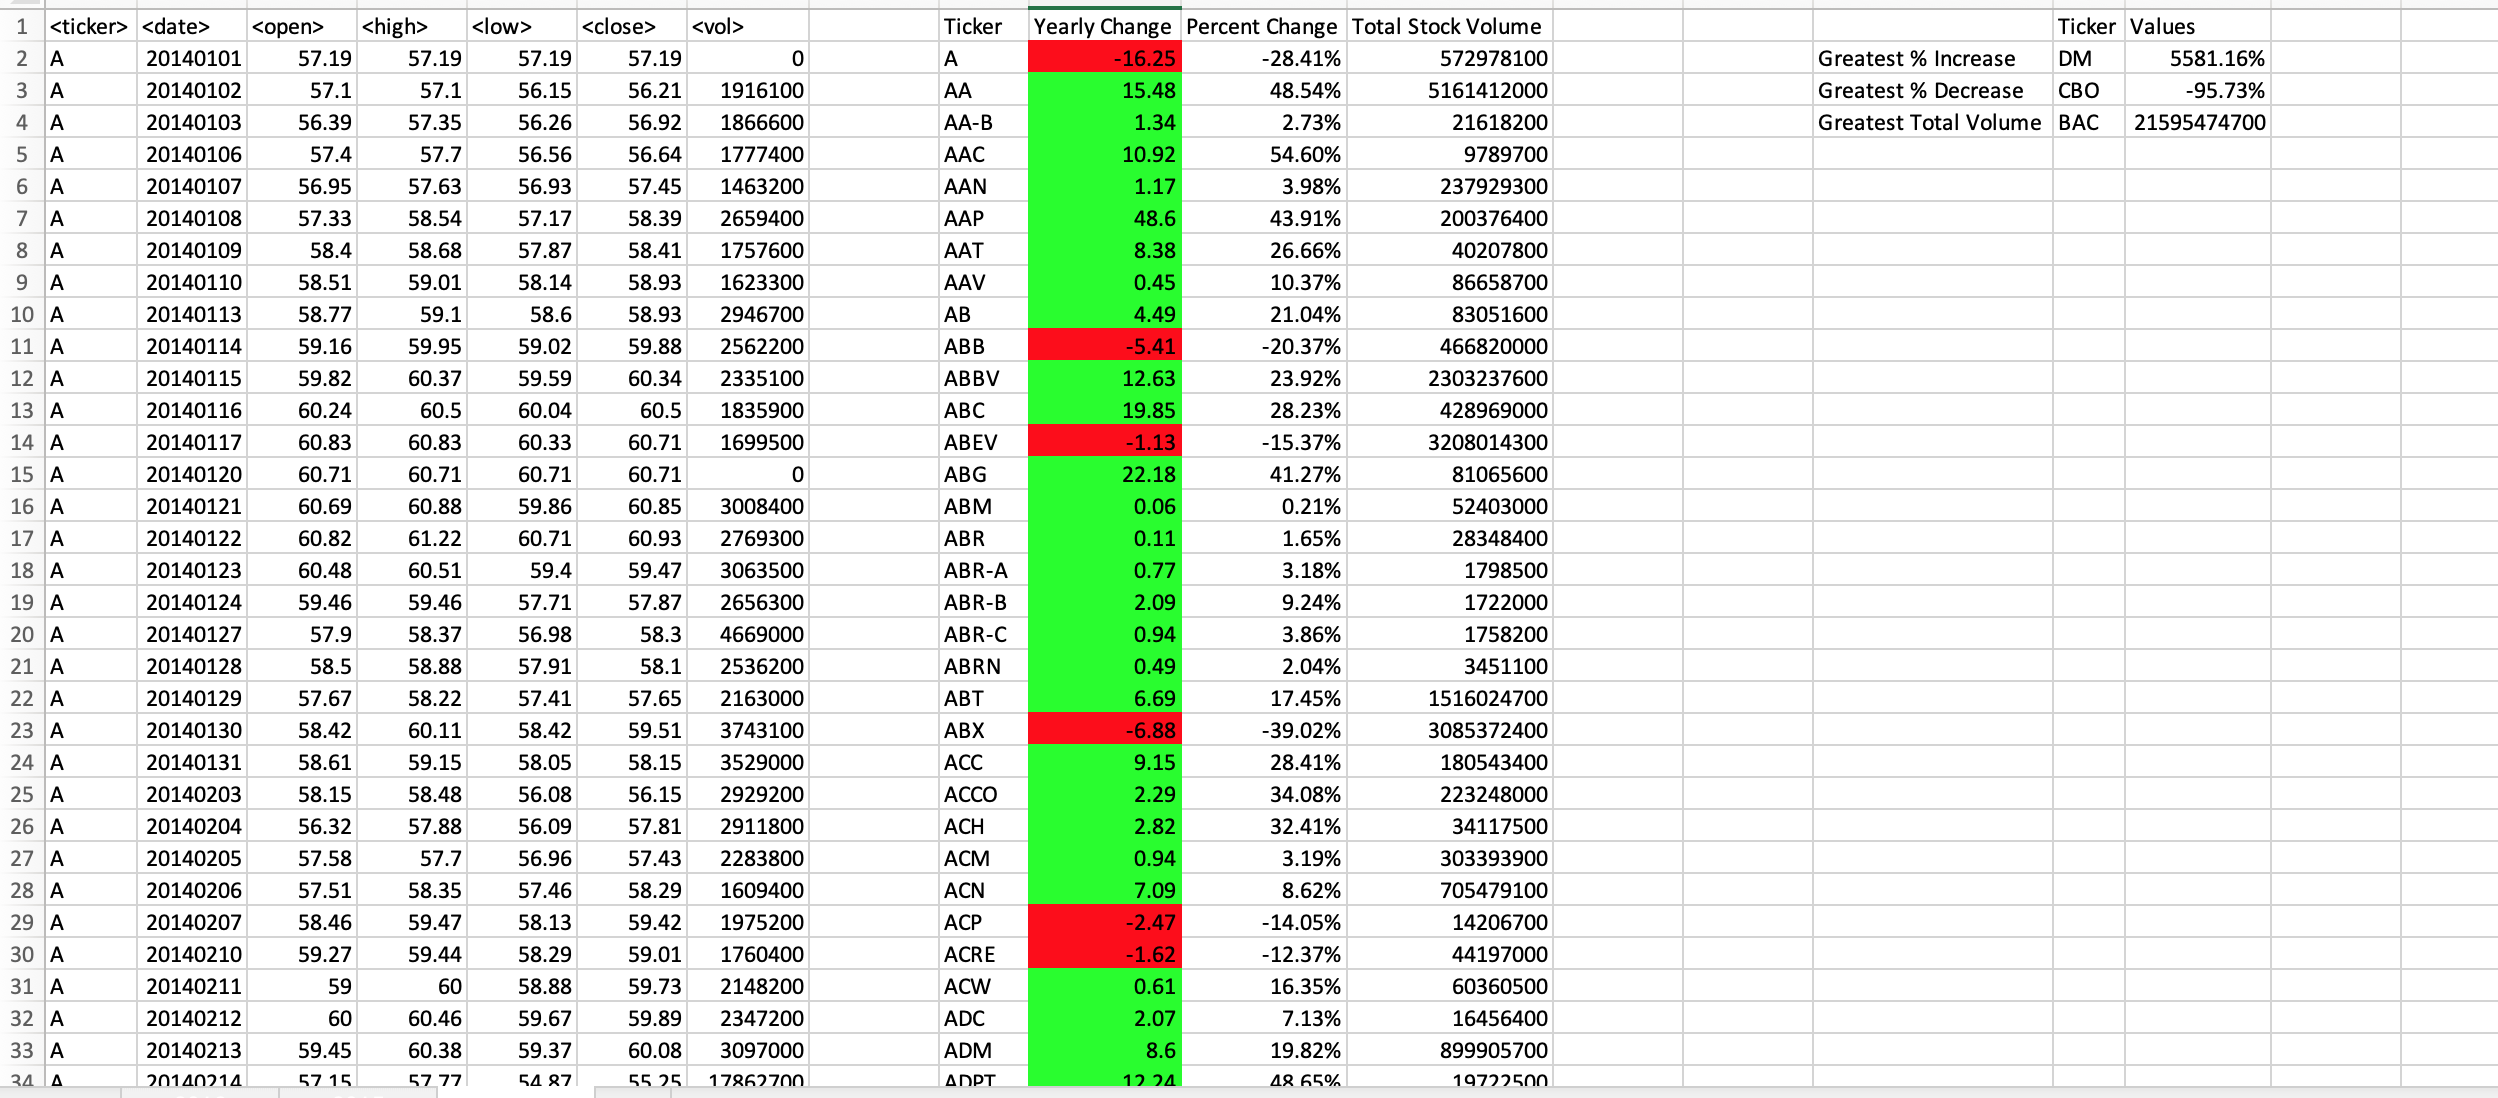 1 <ticker> <date> <open> <high> <low> <close> <vol> Ticker Yearly Change Percent Change Total Stock Volume Ticker Values
2 A 20140101 57.19 57.19 57.19 57.19 0 A -16.25 -28.41% 572978100 Greatest % Increase DM 5581.16%
3 A 20140102 57.1 57.1 56.15 56.21 1916100 AA 15.48 48.54% 5161412000 Greatest % Decrease CBO -95.73%
4 A 20140103 56.39 57.35 56.26 56.92 1866600 AA-B 1.34 2.73% 21618200 Greatest Total Volume BAC 21595474700
5 A 20140106 57.4 57.7 56.56 56.64 1777400 AAC 10.92 54.60% 9789700
6 A 20140107 56.95 57.63 56.93 57.45 1463200 AAN 1.17 3.98% 237929300
7 A 20140108 57.33 58.54 57.17 58.39 2659400 AAP 48.6 43.91% 200376400
8 A 20140109 58.4 58.68 57.87 58.41 1757600 AAT 8.38 26.66% 40207800
9 A 20140110 58.51 59.01 58.14 58.93 1623300 AAV 0.45 10.37% 86658700
10 A 20140113 58.77 59.1 58.6 58.93 2946700 AB 4.49 21.04% 83051600
11 A 20140114 59.16 59.95 59.02 59.88 2562200 ABB -5.41 -20.37% 466820000
12 A 20140115 59.82 60.37 59.59 60.34 2335100 ABBV 12.63 23.92% 2303237600
13 A 20140116 60.24 60.5 60.04 60.5 1835900 ABC 19.85 28.23% 428969000
14 A 20140117 60.83 60.83 60.33 60.71 1699500 ABEV -1.13 -15.37% 3208014300
15 A 20140120 60.71 60.71 60.71 60.71 0 ABG 22.18 41.27% 81065600
16 A 20140121 60.69 60.88 59.86 60.85 3008400 ABM 0.06 0.21% 52403000
17 A 20140122 60.82 61.22 60.71 60.93 2769300 ABR 0.11 1.65% 28348400
18 A 20140123 60.48 60.51 59.4 59.47 3063500 ABR-A 0.77 3.18% 1798500
19 A 20140124 59.46 59.46 57.71 57.87 2656300 ABR-B 2.09 9.24% 1722000
20 A 20140127 57.9 58.37 56.98 58.3 4669000 ABR-C 0.94 3.86% 1758200
21 A 20140128 58.5 58.88 57.91 58.1 2536200 ABRN 0.49 2.04% 3451100
22 A 20140129 57.67 58.22 57.41 57.65 2163000 ABT 6.69 17.45% 1516024700
23 A 20140130 58.42 60.11 58.42 59.51 3743100 ABX -6.88 -39.02% 3085372400
24 A 20140131 58.61 59.15 58.05 58.15 3529000 ACC 9.15 28.41% 180543400
25 A 20140203 58.15 58.48 56.08 56.15 2929200 ACCO 2.29 34.08% 223248000
26 A 20140204 56.32 57.88 56.09 57.81 2911800 ACH 2.82 32.41% 34117500
27 A 20140205 57.58 57.7 56.96 57.43 2283800 ACM 0.94 3.19% 303393900
28 A 20140206 57.51 58.35 57.46 58.29 1609400 ACN 7.09 8.62% 705479100
29 A 20140207 58.46 59.47 58.13 59.42 1975200 ACP -2.47 -14.05% 14206700
30 A 20140210 59.27 59.44 58.29 59.01 1760400 ACRE -1.62 -12.37% 44197000
31 A 20140211 59 60 58.88 59.73 2148200 ACW 0.61 16.35% 60360500
32 A 20140212 60 60.46 59.67 59.89 2347200 ADC 2.07 7.13% 16456400
33 A 20140213 59.45 60.38 59.37 60.08 3097000 ADM 8.6 19.82% 899905700
34 A 20140214 57.15 57.77 54.87 55.25 17862700 ADPT 12.24 48.65% 19722500